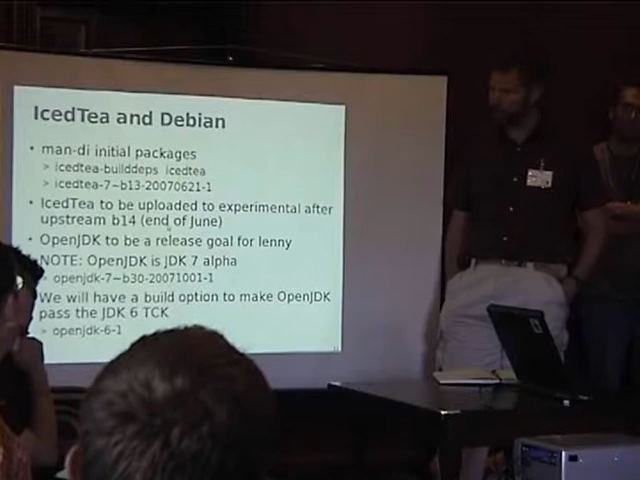 IcedTea and Debian
• man-di initial packages
> icedtea-builddeps icedtea
> icedtea-7~b13-20070621-1
• IcedTea to be uploaded to experimental after
upstream b14 (end of June)
• OpenJDK to be a release goal for lenny
NOTE: OpenJDK is JDK 7 alpha
openjdk-7~b30-20071001-1
We will have a build option to make OpenJDK
pass the JDK 6 TCK
> openjdk-6-1